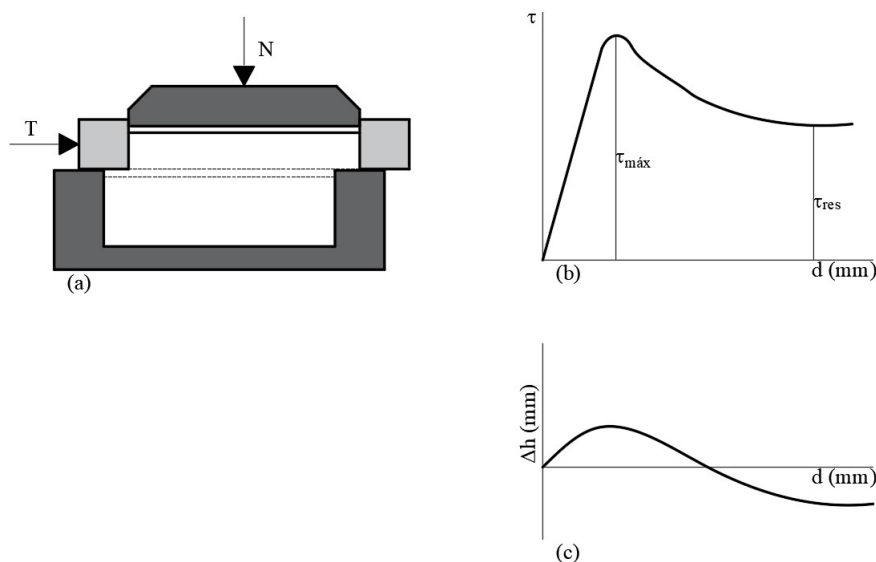 N
T
(a)
τ
τmáx
τres
d (mm)
(b)
Δh (mm)
d (mm)
(c)